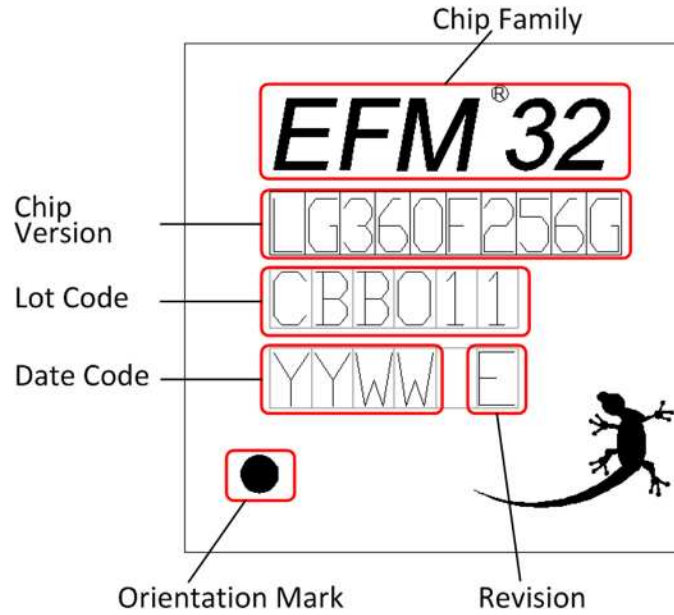 Chip Family
EFM®32
Chip
Version
LG360F256G
Lot Code
CBB011
Date Code
YYWW E
Orientation Mark
Revision